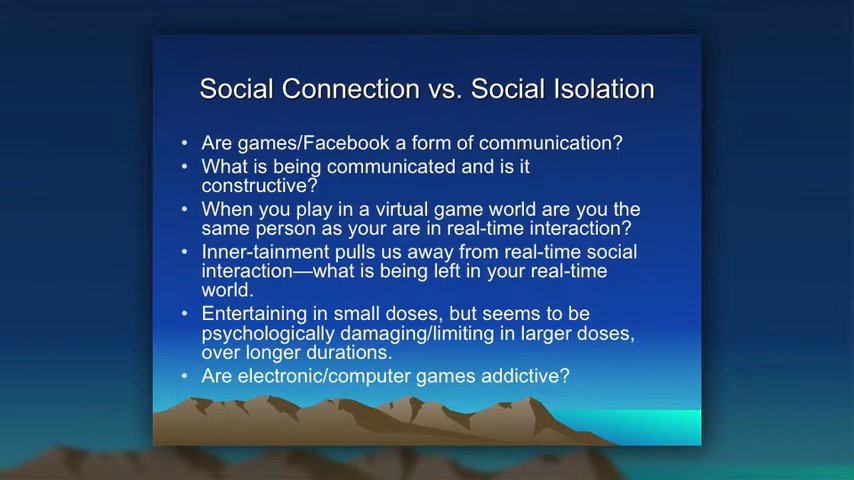 Social Connection vs. Social Isolation
• Are games/Facebook a form of communication?
• What is being communicated and is it
constructive?
• When you play in a virtual game world are you the
same person as your are in real-time interaction?
• Inner-tainment pulls us away from real-time social
interaction—what is being left in your real-time
world.
• Entertaining in small doses, but seems to be
psychologically damaging/limiting in larger doses,
over longer durations.
• Are electronic/computer games addictive?